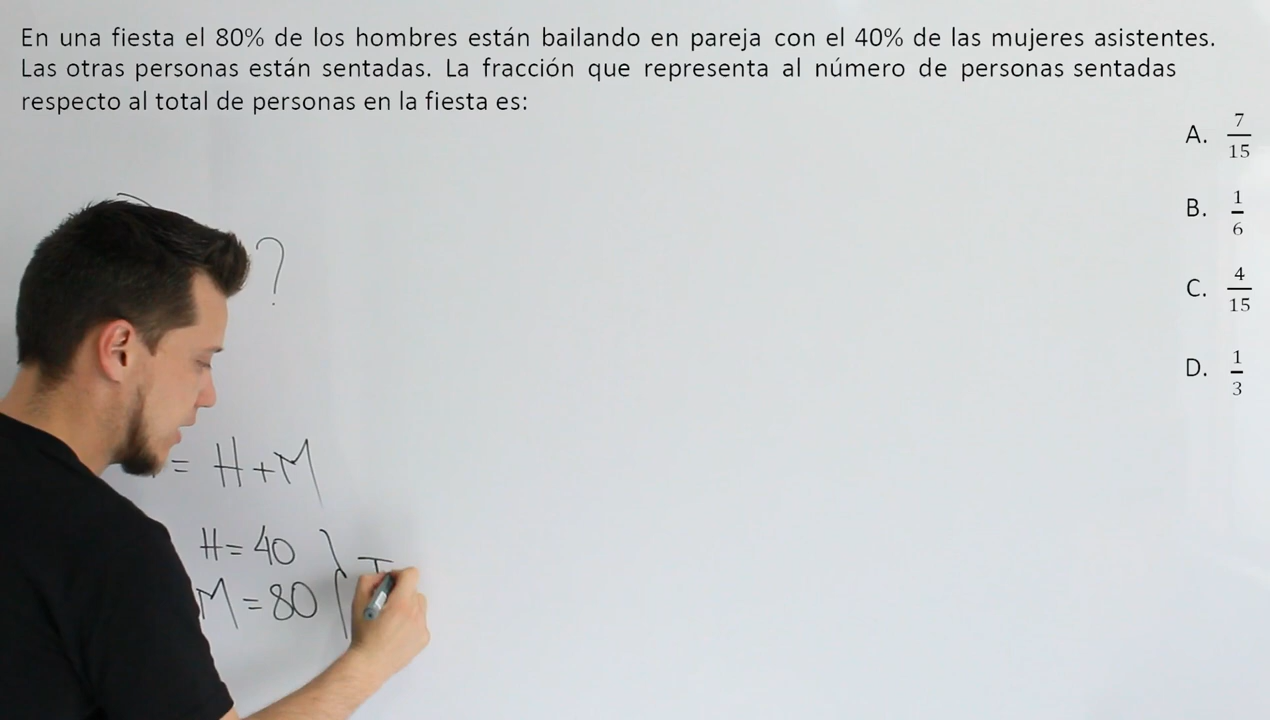 En una fiesta el 80% de los hombres están bailando en pareja con el 40% de las mujeres asistentes.
Las otras personas están sentadas. La fracción que representa al número de personas sentadas
respecto al total de personas en la fiesta es:
A. 7/15
B. 1/6
C. 4/15
D. 1/3
?
= H+M
H=40
M=80
T